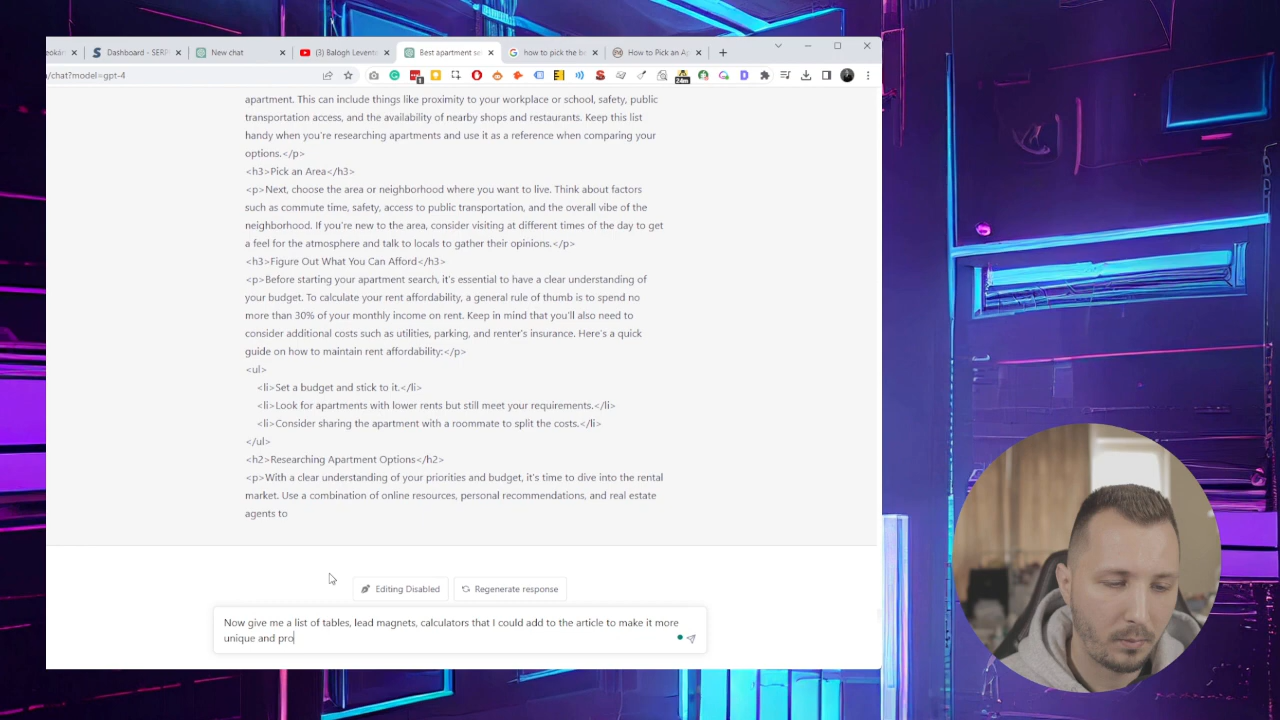 Dashboard - SERP
New chat
(3) Balogh Levent
Best apartment se
how to pick the b
How to Pick an A
/chat?model=gpt-4
24m
apartment. This can include things like proximity to your workplace or school, safety, public
transportation access, and the availability of nearby shops and restaurants. Keep this list
handy when you're researching apartments and use it as a reference when comparing your
options.</p>
<h3>Pick an Area</h3>
<p>Next, choose the area or neighborhood where you want to live. Think about factors
such as commute time, safety, access to public transportation, and the overall vibe of the
neighborhood. If you're new to the area, consider visiting at different times of the day to get
a feel for the atmosphere and talk to locals to gather their opinions.</p>
<h3>Figure Out What You Can Afford</h3>
<p>Before starting your apartment search, it's essential to have a clear understanding of
your budget. To calculate your rent affordability, a general rule of thumb is to spend no
more than 30% of your monthly income on rent. Keep in mind that you'll also need to
consider additional costs such as utilities, parking, and renter's insurance. Here's a quick
guide on how to maintain rent affordability:</p>
<ul>
<li>Set a budget and stick to it.</li>
<li>Look for apartments with lower rents but still meet your requirements.</li>
<li>Consider sharing the apartment with a roommate to split the costs.</li>
</ul>
<h2>Researching Apartment Options</h2>
<p>With a clear understanding of your priorities and budget, it's time to dive into the rental
market. Use a combination of online resources, personal recommendations, and real estate
agents to
Editing Disabled
Regenerate response
Now give me a list of tables, lead magnets, calculators that I could add to the article to make it more
unique and pro